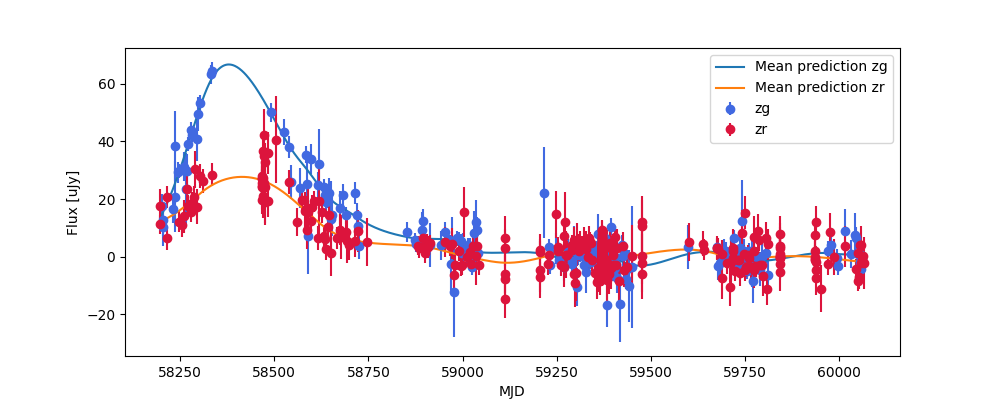 Mean prediction zg
Mean prediction zr
zg
zr
60
40
20
0
−20
Flux [uJy]
58250
58500
58750
59000
59250
59500
59750
60000
MJD